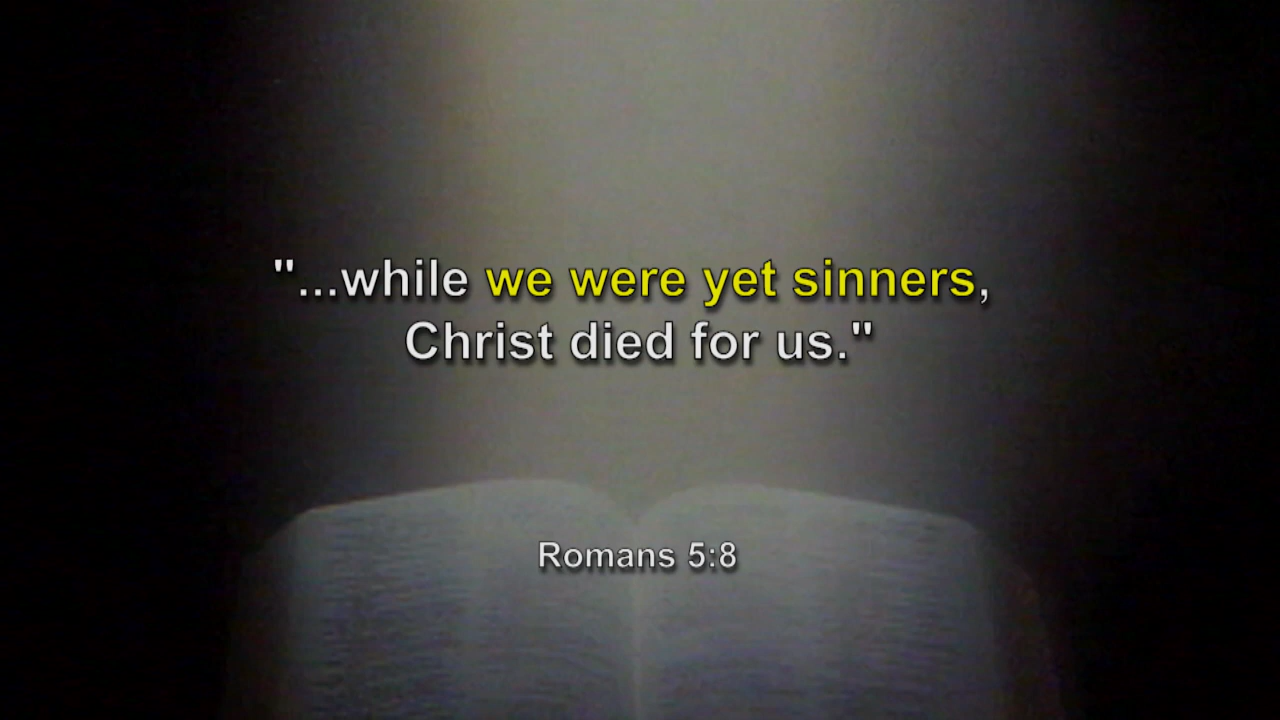 "...while we were yet sinners,
Christ died for us."
Romans 5:8